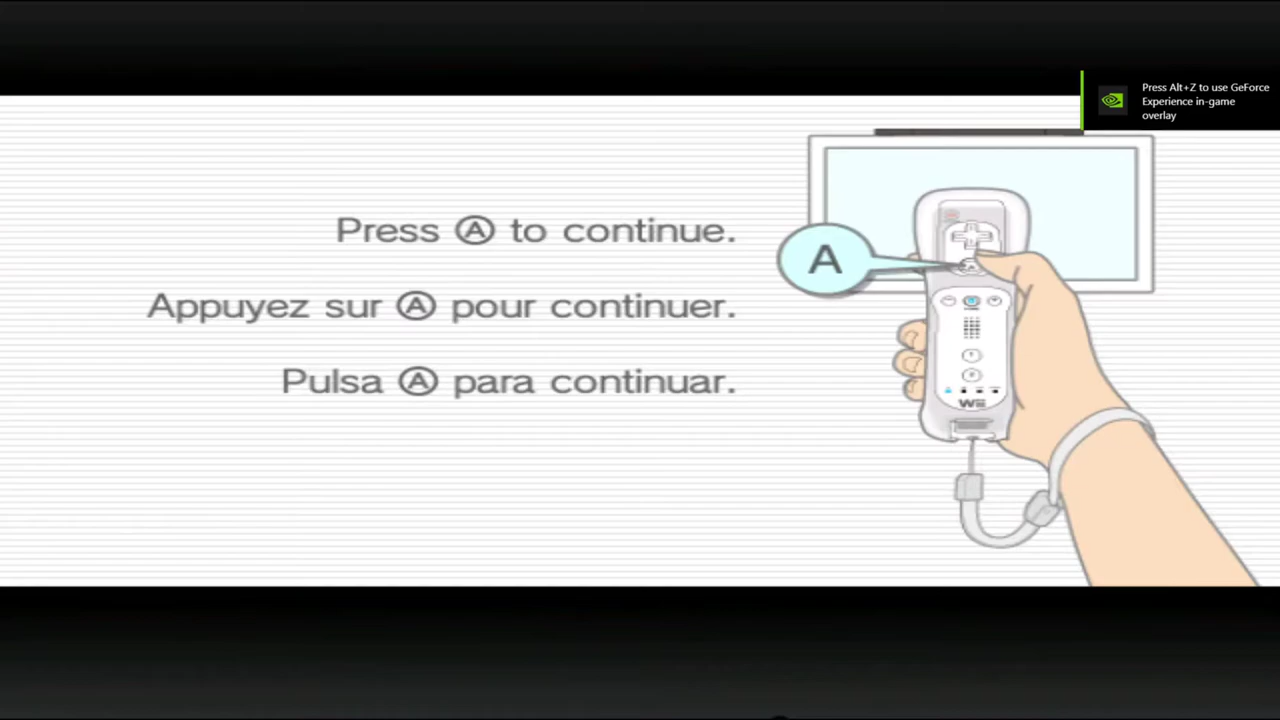 Press Alt+Z to use GeForce
Experience in-game
overlay
Press Ⓐ to continue.
A
Appuyez sur Ⓐ pour continuer.
Pulsa Ⓐ para continuar.
Wii